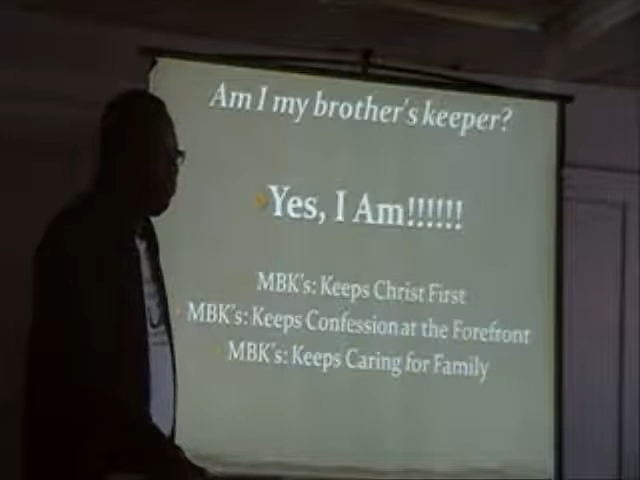 Am I my brother's keeper?
Yes, I Am!!!!!!
MBK's: Keeps Christ First
MBK's: Keeps Confession at the Forefront
MBK's: Keeps Caring for Family